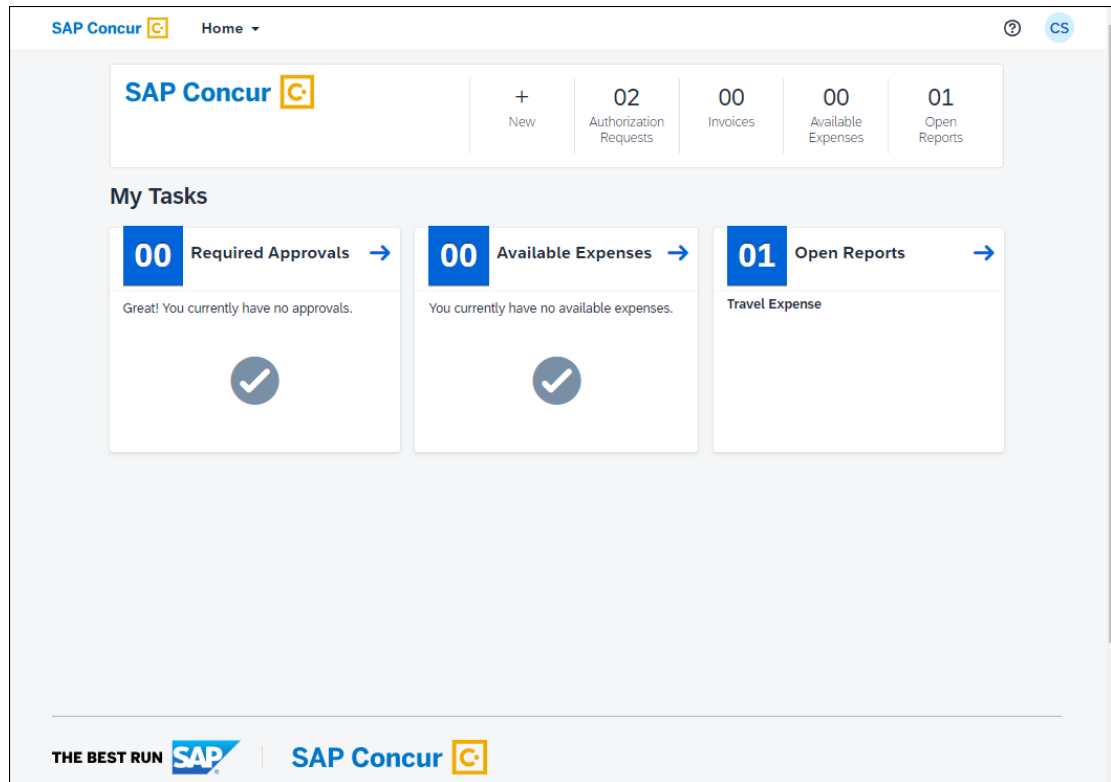 SAP Concur C. Home CS
SAP Concur C.
+ 02 00 00 01
New Authorization Invoices Available Open
Requests Expenses Reports
My Tasks
00 Required Approvals → 00 Available Expenses → 01 Open Reports →
Great! You currently have no approvals. You currently have no available expenses. Travel Expense
THE BEST RUN SAP SAP Concur C.